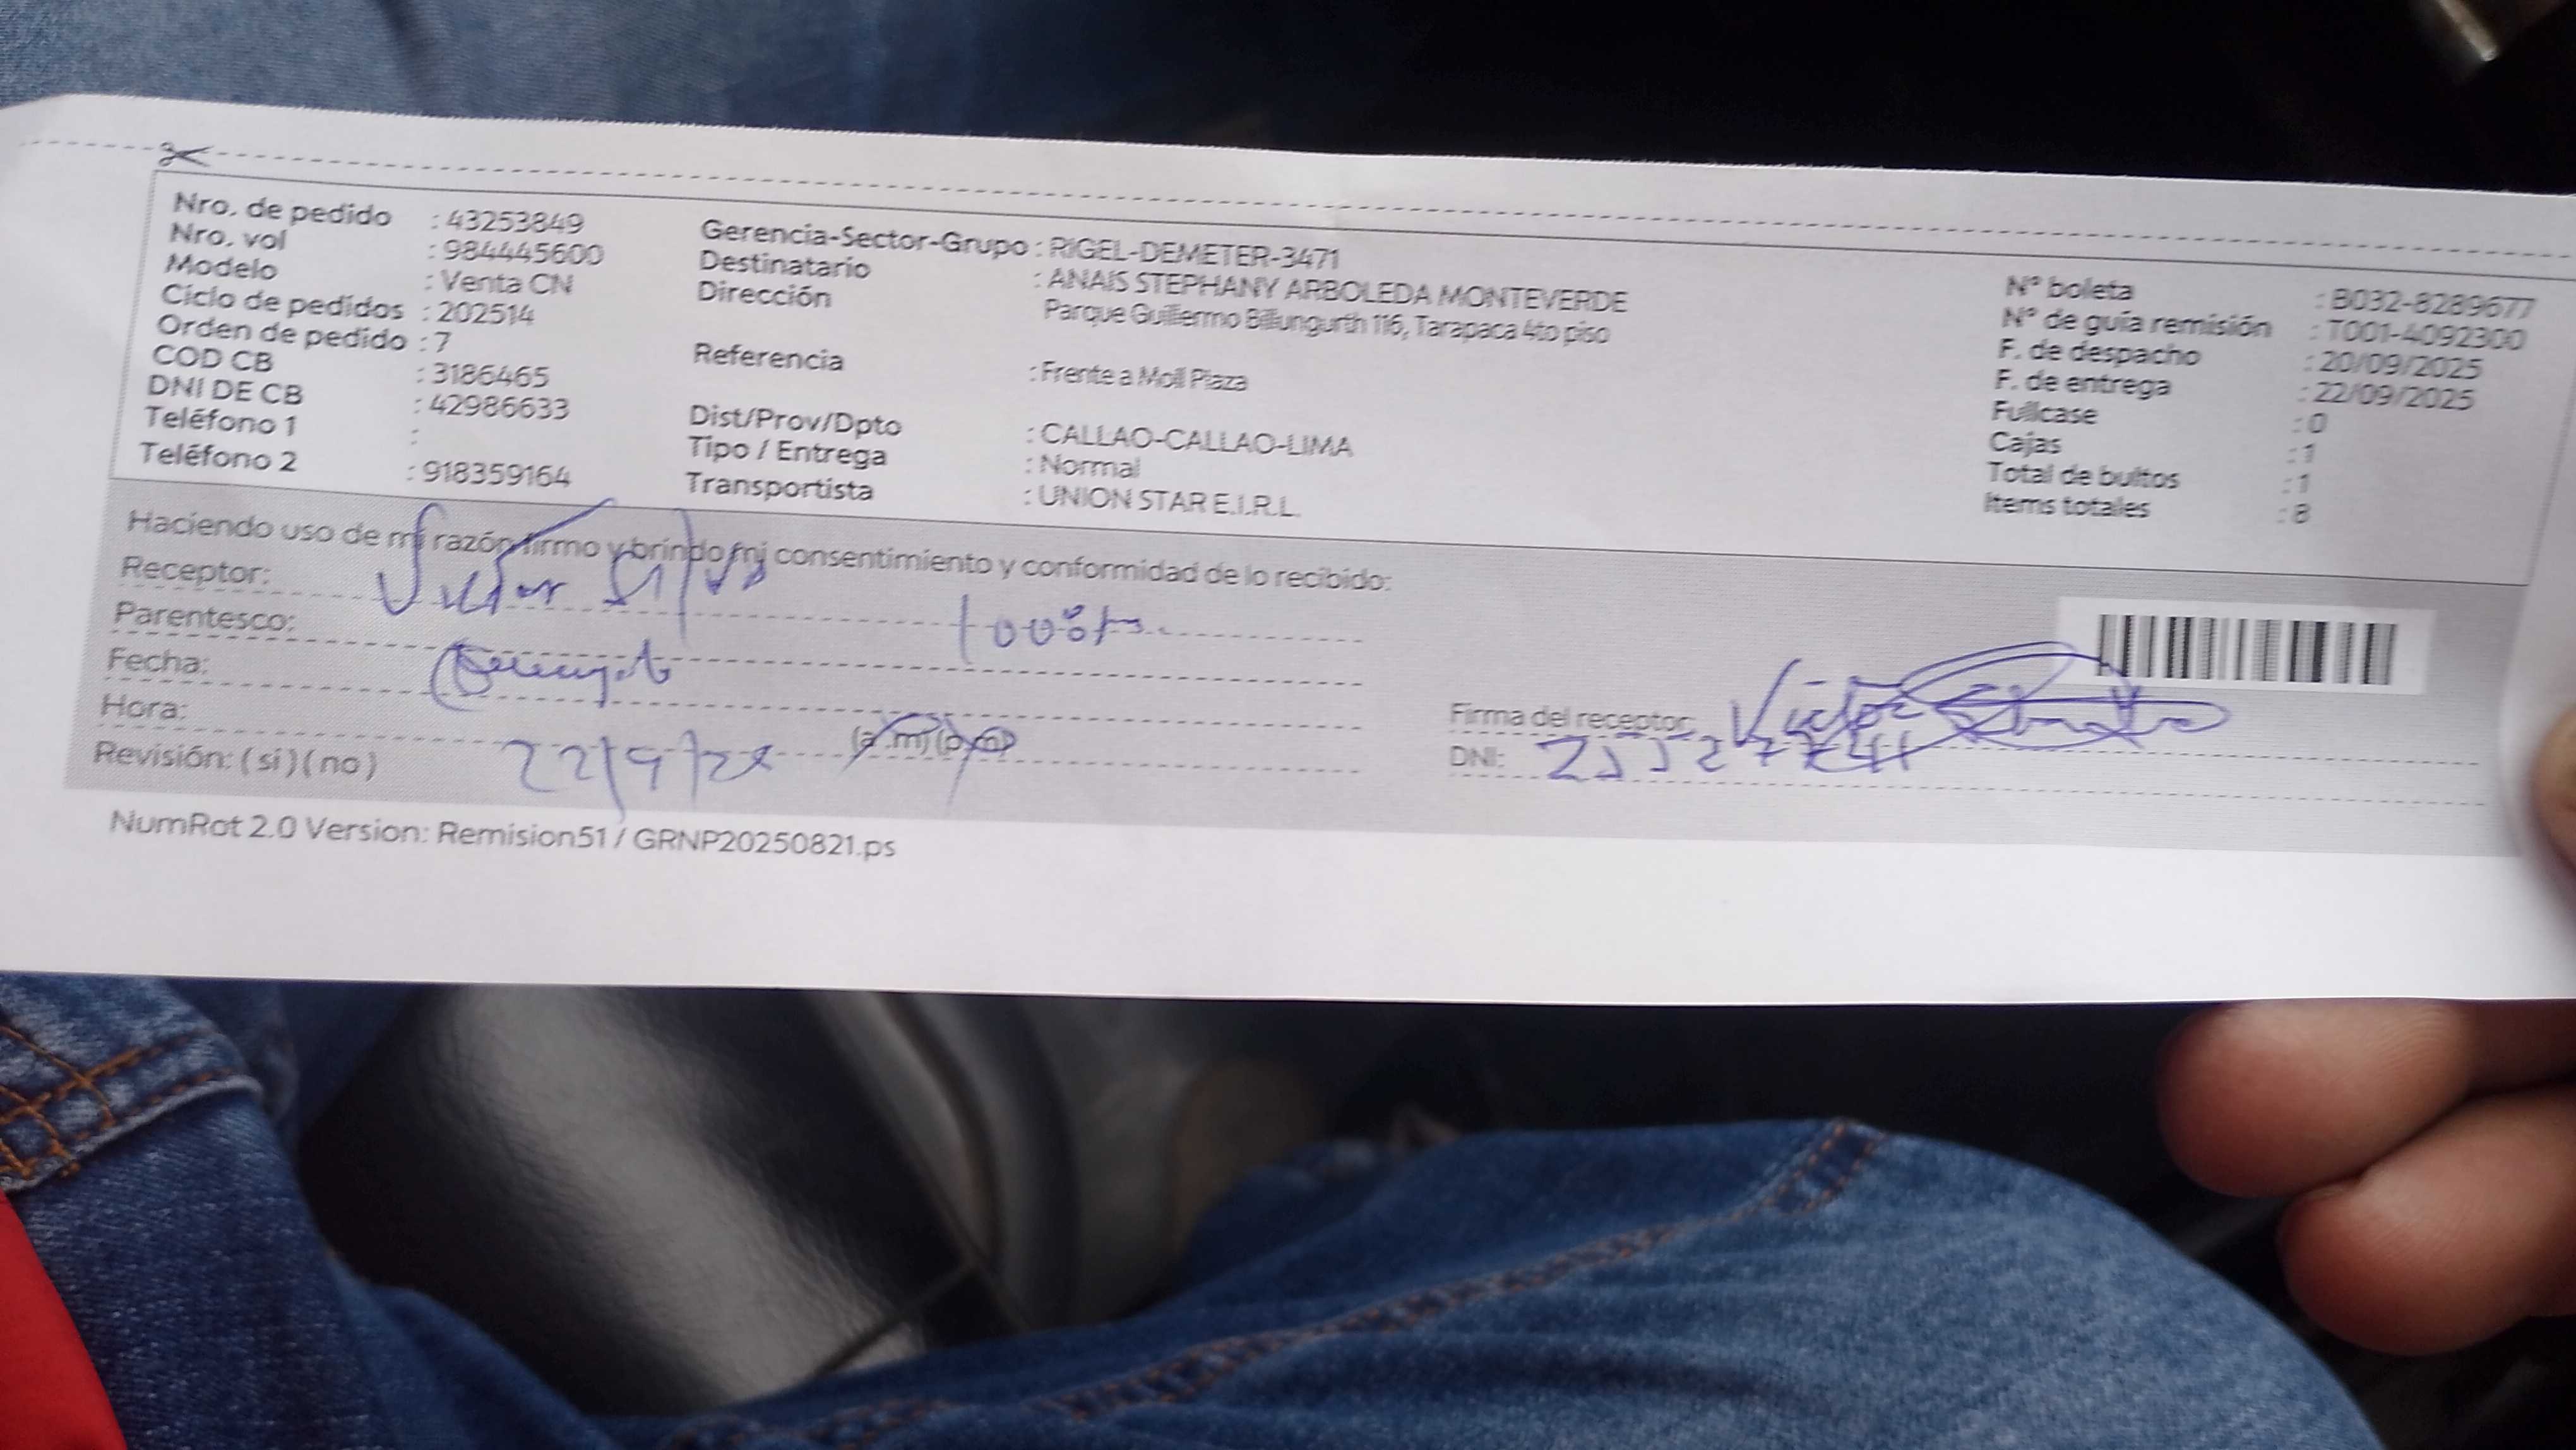 Nro. de pedido : 43253849
Nro. vol : 984445600
Modelo : Venta CN
Ciclo de pedidos : 202514
Orden de pedido : 7
COD CB : 3186465
DNI DE CB : 42986633
Teléfono 1 :
Teléfono 2 : 918359164
Gerencia-Sector-Grupo : RIGEL-DEMETER-3471
Destinatario : ANAIS STEPHANY ARBOLEDA MONTEVERDE
Dirección Parque Guillermo Billungurth 116, Tarapaca 4to piso
Referencia : Frente a Moll Plaza
Dist/Prov/Dpto : CALLAO-CALLAO-LIMA
Tipo / Entrega : Normal
Transportista : UNION STAR E.I.R.L.
N° boleta : B032-8289677
N° de guía remisión : T001-4092300
F. de despacho : 20/09/2025
F. de entrega : 22/09/2025
Fullcase : 0
Cajas : 1
Total de bultos : 1
Items totales : 8
Haciendo uso de mi razón firmo y brindo mi consentimiento y conformidad de lo recibido:
Receptor: Victor
Parentesco:
Fecha:
Hora: (a.m) (p.m)
22/9/25
Revisión: ( si ) ( no )
Firma del receptor: Victor
DNI:
NumRot 2.0 Version: Remision51 / GRNP20250821.ps